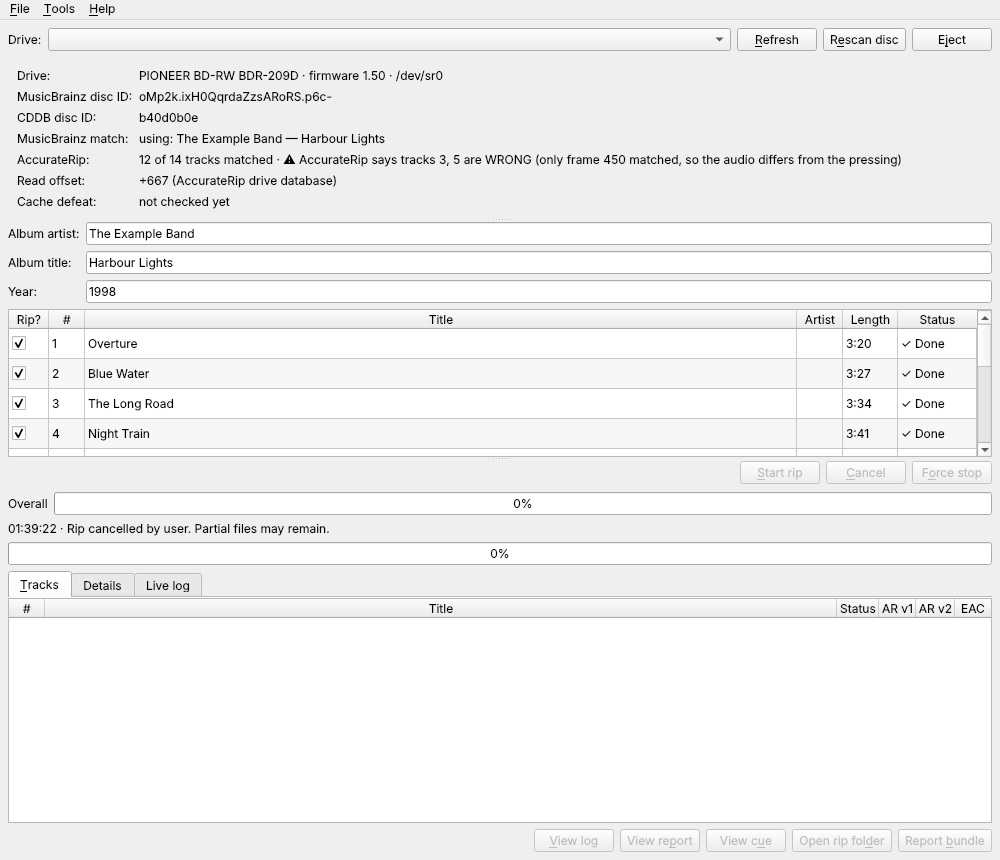 File Tools Help
Drive: Refresh Rescan disc Eject
Drive: PIONEER BD-RW BDR-209D · firmware 1.50 · /dev/sr0
MusicBrainz disc ID: oMp2k.ixH0QqrdaZzsARoRS.p6c-
CDDB disc ID: b40d0b0e
MusicBrainz match: using: The Example Band — Harbour Lights
AccurateRip: 12 of 14 tracks matched · ⚠ AccurateRip says tracks 3, 5 are WRONG (only frame 450 matched, so the audio differs from the pressing)
Read offset: +667 (AccurateRip drive database)
Cache defeat: not checked yet
Album artist: The Example Band
Album title: Harbour Lights
Year: 1998
Rip? # Title Artist Length Status
1 Overture 3:20 ✓ Done
2 Blue Water 3:27 ✓ Done
3 The Long Road 3:34 ✓ Done
4 Night Train 3:41 ✓ Done
Start rip Cancel Force stop
Overall 0%
01:39:22 · Rip cancelled by user. Partial files may remain.
0%
Tracks Details Live log
# Title Status AR v1 AR v2 EAC
View log View report View cue Open rip folder Report bundle